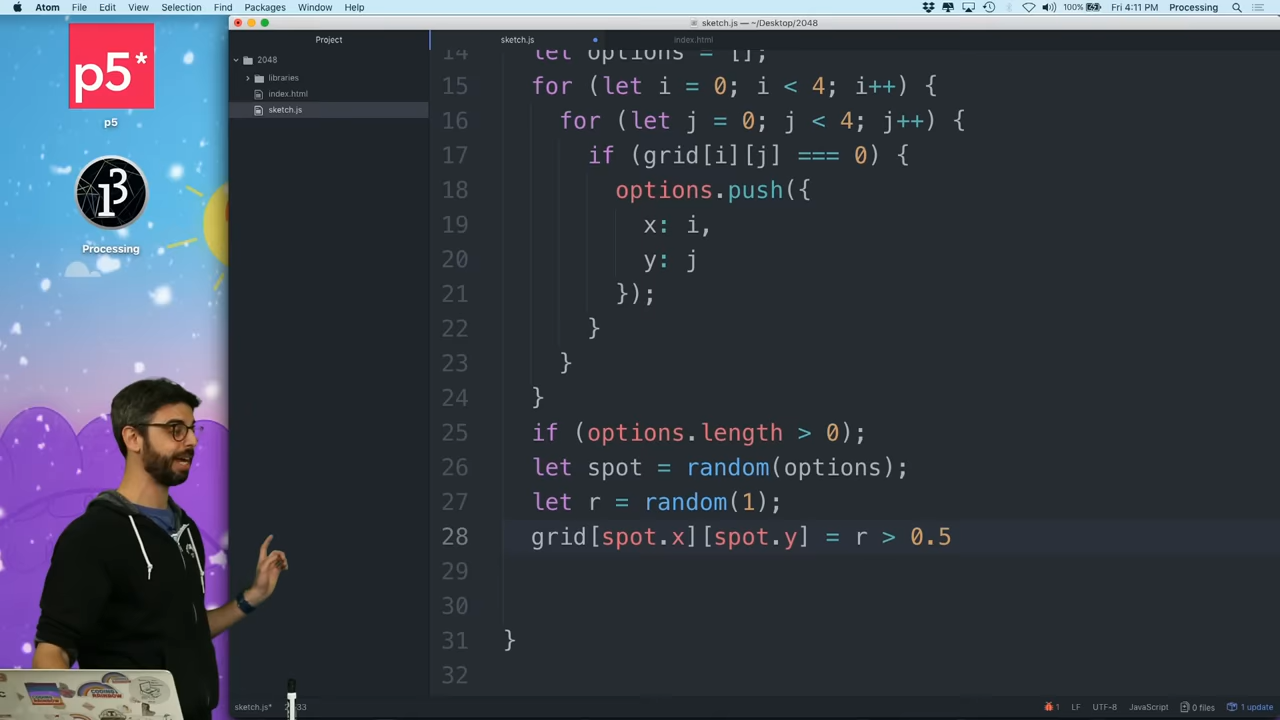 Atom File Edit View Selection Find Packages Window Help 100% Fri 4:11 PM Processing
sketch.js — ~/Desktop/2048
Project
sketch.js
index.html
2048
libraries
index.html
sketch.js
p5*
p5
Processing
14 let options = [];
15 for (let i = 0; i < 4; i++) {
16 for (let j = 0; j < 4; j++) {
17 if (grid[i][j] === 0) {
18 options.push({
19 x: i,
20 y: j
21 });
22 }
23 }
24 }
25 if (options.length > 0);
26 let spot = random(options);
27 let r = random(1);
28 grid[spot.x][spot.y] = r > 0.5
29
30
31 }
32
sketch.js* 1 LF UTF-8 JavaScript 0 files 1 update